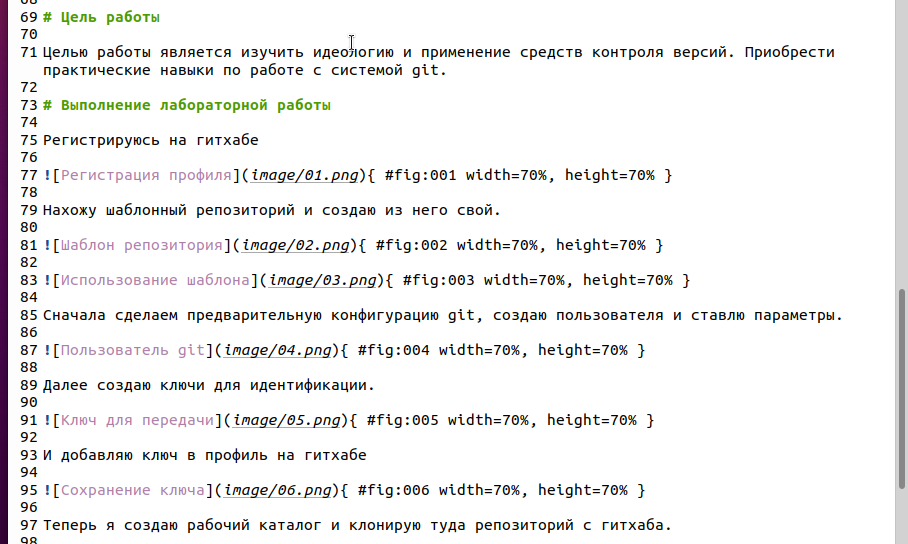 68
69 # Цель работы
70
71 Целью работы является изучить идеологию и применение средств контроля версий. Приобрести
практические навыки по работе с системой git.
72
73 # Выполнение лабораторной работы
74
75 Регистрируюсь на гитхабе
76
77 ![Регистрация профиля](image/01.png){ #fig:001 width=70%, height=70% }
78
79 Нахожу шаблонный репозиторий и создаю из него свой.
80
81 ![Шаблон репозитория](image/02.png){ #fig:002 width=70%, height=70% }
82
83 ![Использование шаблона](image/03.png){ #fig:003 width=70%, height=70% }
84
85 Сначала сделаем предварительную конфигурацию git, создаю пользователя и ставлю параметры.
86
87 ![Пользователь git](image/04.png){ #fig:004 width=70%, height=70% }
88
89 Далее создаю ключи для идентификации.
90
91 ![Ключ для передачи](image/05.png){ #fig:005 width=70%, height=70% }
92
93 И добавляю ключ в профиль на гитхабе
94
95 ![Сохранение ключа](image/06.png){ #fig:006 width=70%, height=70% }
96
97 Теперь я создаю рабочий каталог и клонирую туда репозиторий с гитхаба.
98